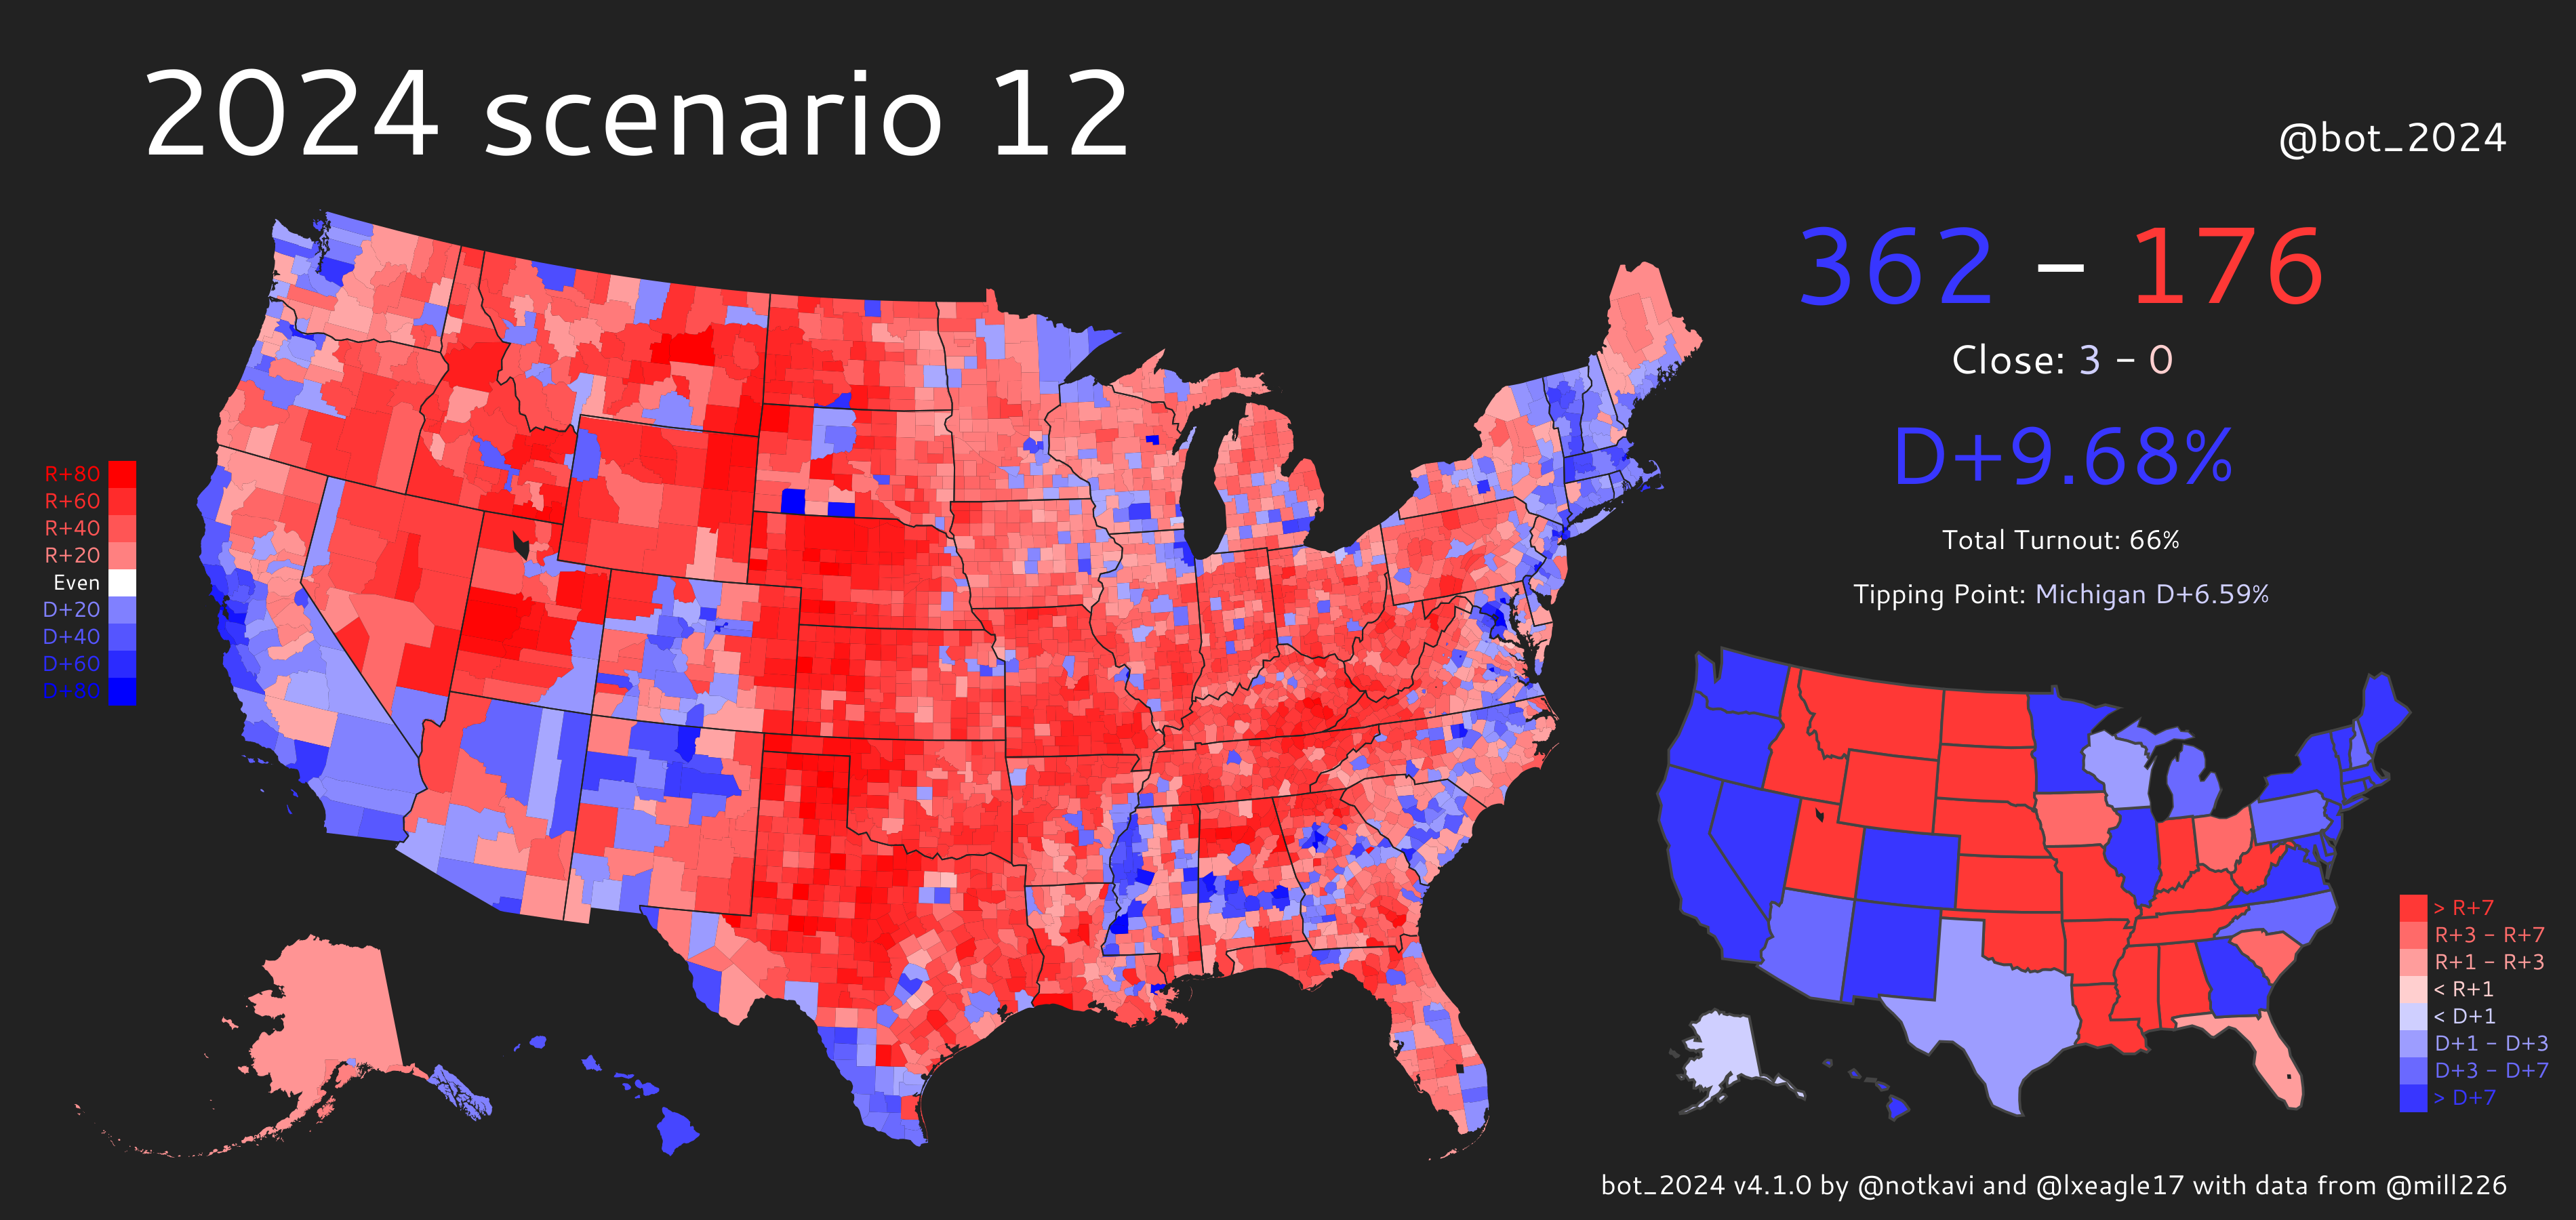 2024 scenario 12
@bot_2024
362 – 176
Close: 3 – 0
D+9.68%
Total Turnout: 66%
Tipping Point: Michigan D+6.59%
R+80
R+60
R+40
R+20
Even
D+20
D+40
D+60
D+80
> R+7
R+3 – R+7
R+1 – R+3
< R+1
< D+1
D+1 – D+3
D+3 – D+7
> D+7
bot_2024 v4.1.0 by @notkavi and @lxeagle17 with data from @mill226